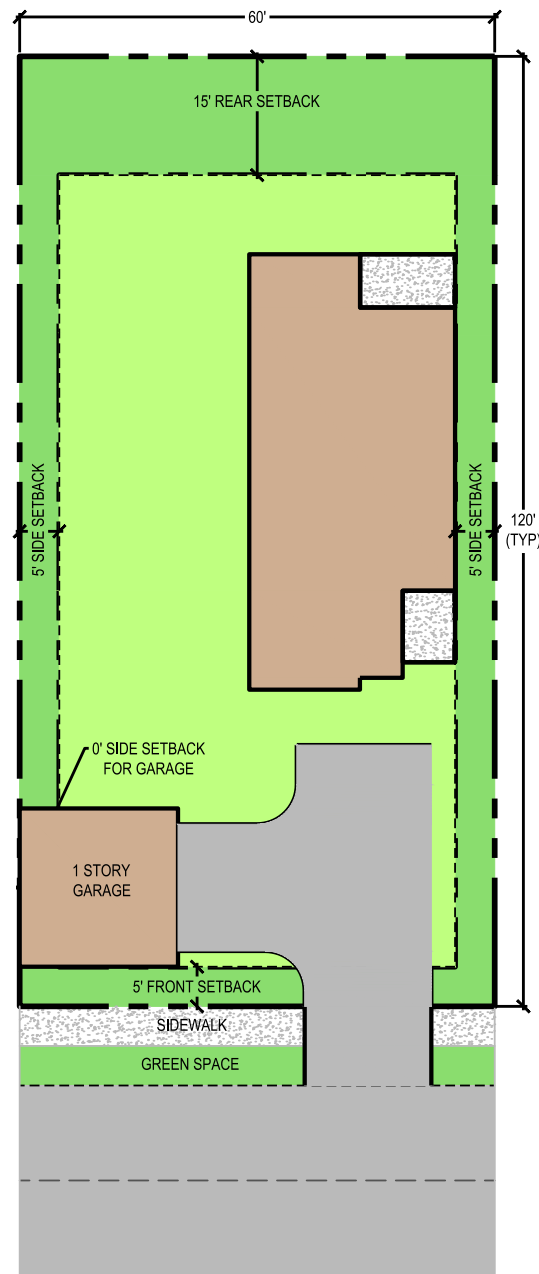 60'
15' REAR SETBACK
5' SIDE SETBACK
5' SIDE SETBACK
120'
(TYP)
0' SIDE SETBACK
FOR GARAGE
1 STORY
GARAGE
5' FRONT SETBACK
SIDEWALK
GREEN SPACE